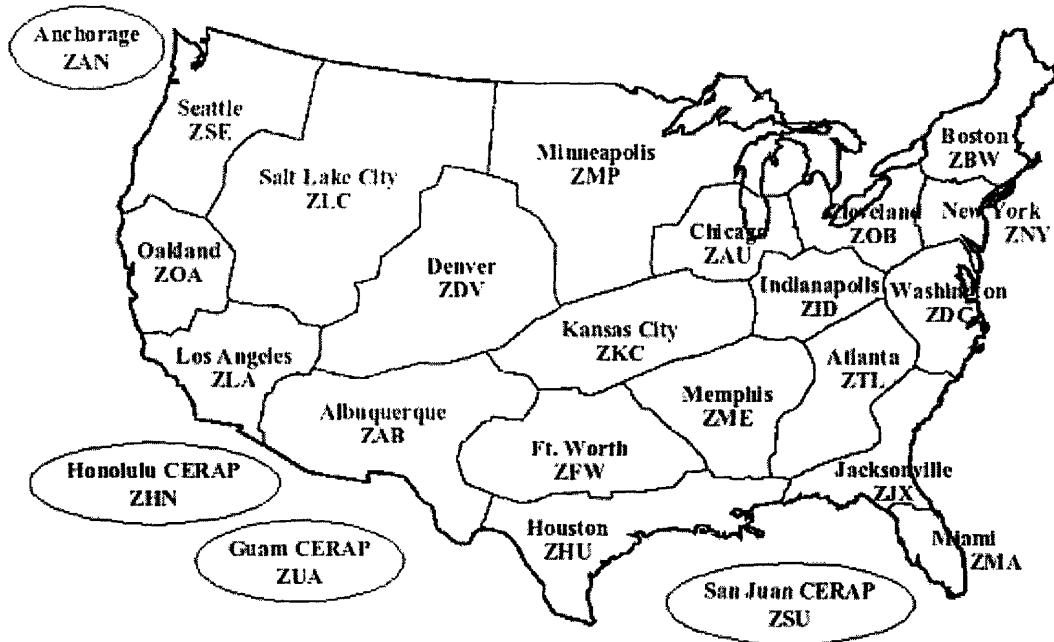 Anchorage
ZAN
Seattle
ZSE
Salt Lake City
ZLC
Minneapolis
ZMP
Boston
ZBW
Chicago
ZAU
Cleveland
ZOB
New York
ZNY
Oakland
ZOA
Denver
ZDV
Indianapolis
ZID
Washington
ZDC
Los Angeles
ZLA
Kansas City
ZKC
Atlanta
ZTL
Albuquerque
ZAB
Memphis
ZME
Ft. Worth
ZFW
Honolulu CERAP
ZHN
Jacksonville
ZJX
Guam CERAP
ZUA
Houston
ZHU
Miami
ZMA
San Juan CERAP
ZSU